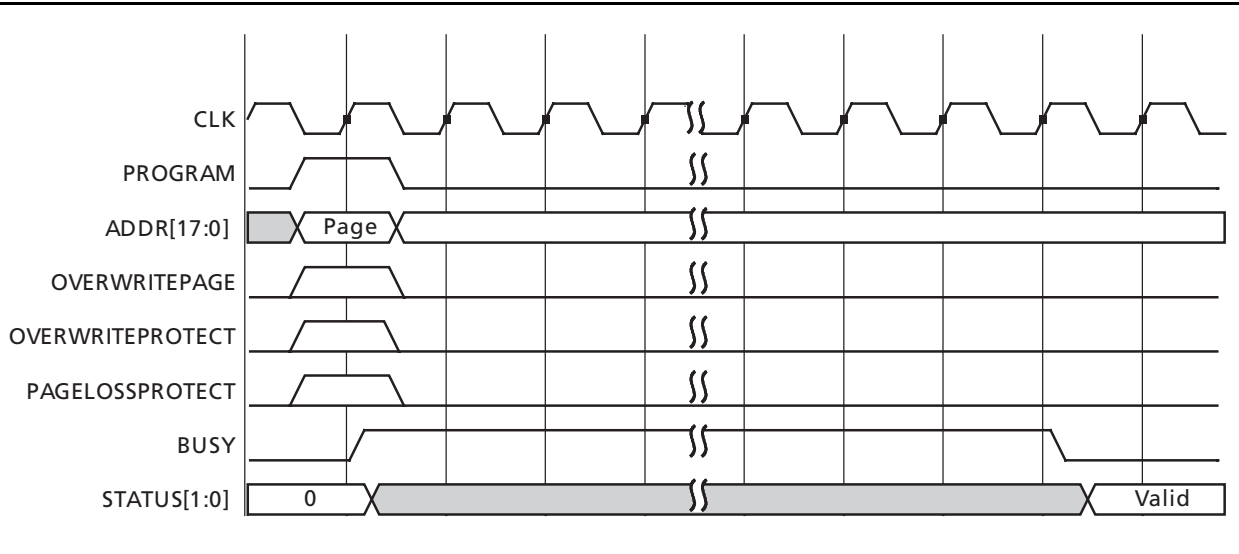 CLK
PROGRAM
ADDR[17:0] Page
OVERWRITEPAGE
OVERWRITEPROTECT
PAGELOSSPROTECT
BUSY
STATUS[1:0] 0 Valid